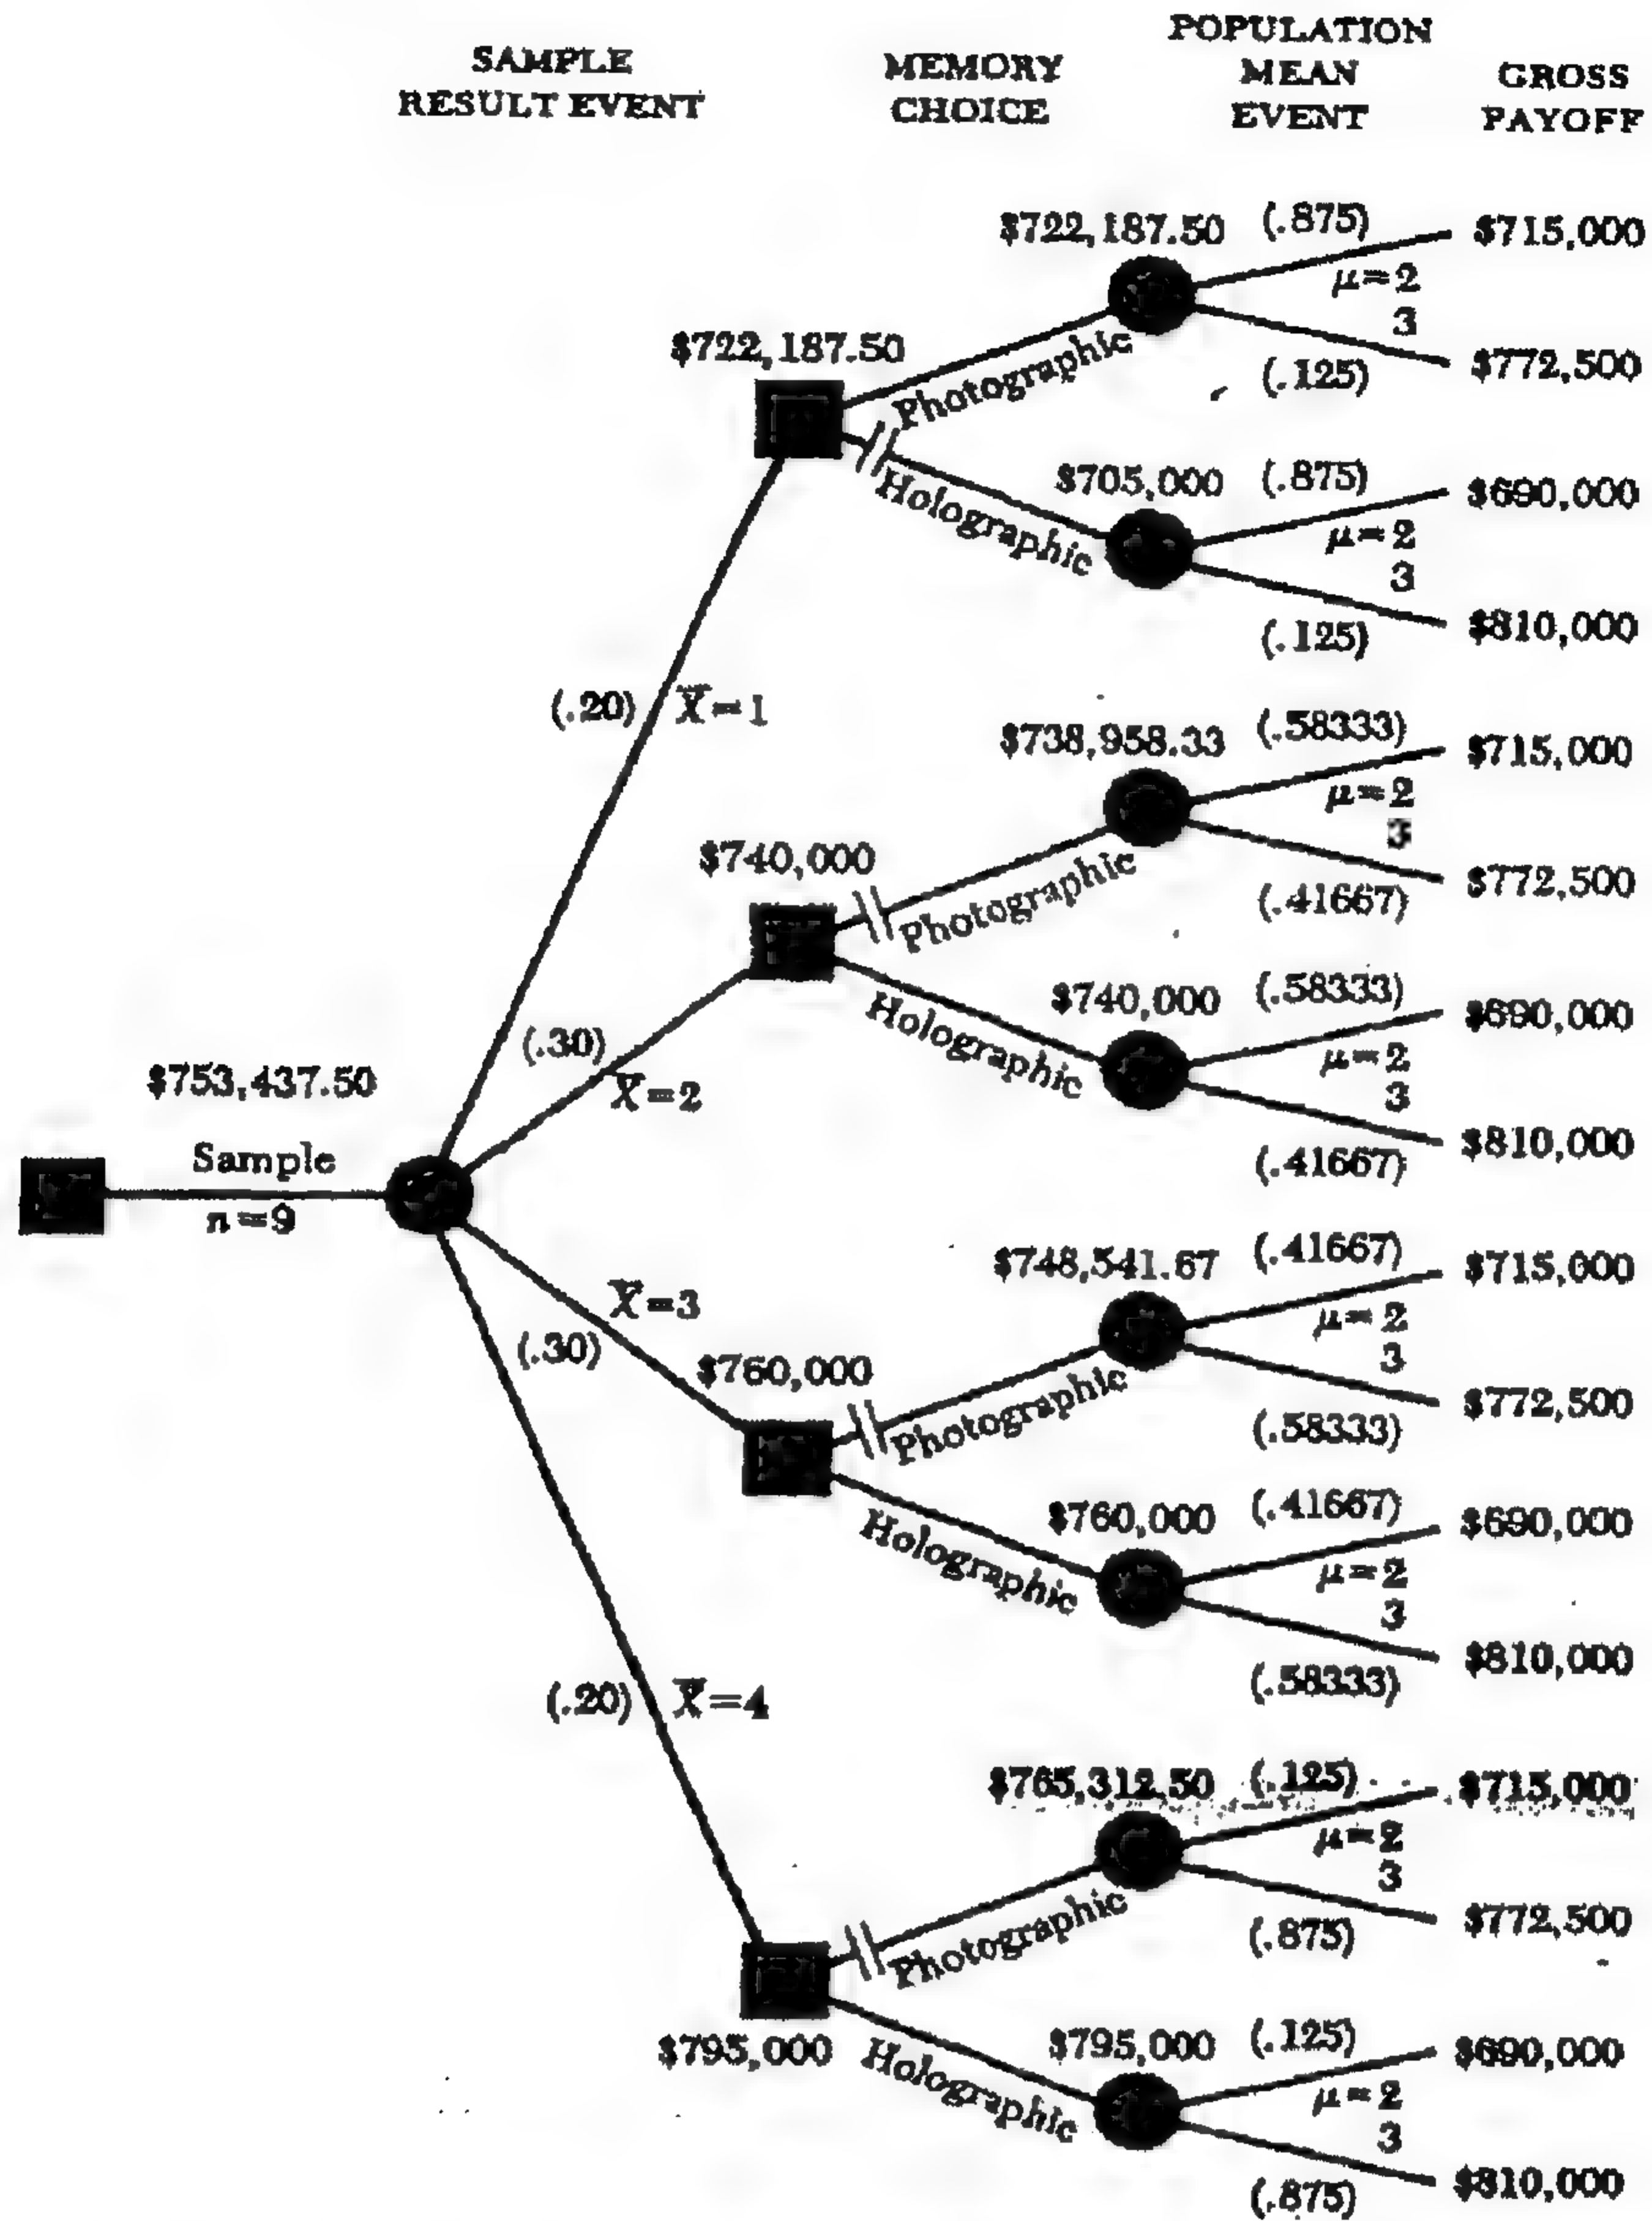 SAMPLE
RESULT EVENT
MEMORY
CHOICE
POPULATION
MEAN
EVENT
GROSS
PAYOFF
$722,187.50
(.875)
$715,000
μ=2
3
$722,187.50
Photographic
(.125)
$772,500
Holographic
$705,000
(.875)
$690,000
μ=2
3
(.125)
$810,000
(.20)
X̅=1
$738,958.33
(.58333)
$715,000
μ=2
3
$740,000
Photographic
(.41667)
$772,500
Holographic
$740,000
(.58333)
$690,000
μ=2
3
(.30)
X̅=2
(.41667)
$810,000
$753,437.50
Sample
n=9
$748,541.67
(.41667)
$715,000
μ=2
3
X̅=3
(.30)
$760,000
Photographic
(.58333)
$772,500
Holographic
$760,000
(.41667)
$690,000
μ=2
3
(.58333)
$810,000
(.20)
X̅=4
$765,312.50
(.125)
$715,000
μ=2
3
Photographic
(.875)
$772,500
$795,000
Holographic
$795,000
(.125)
$690,000
μ=2
3
(.875)
$810,000